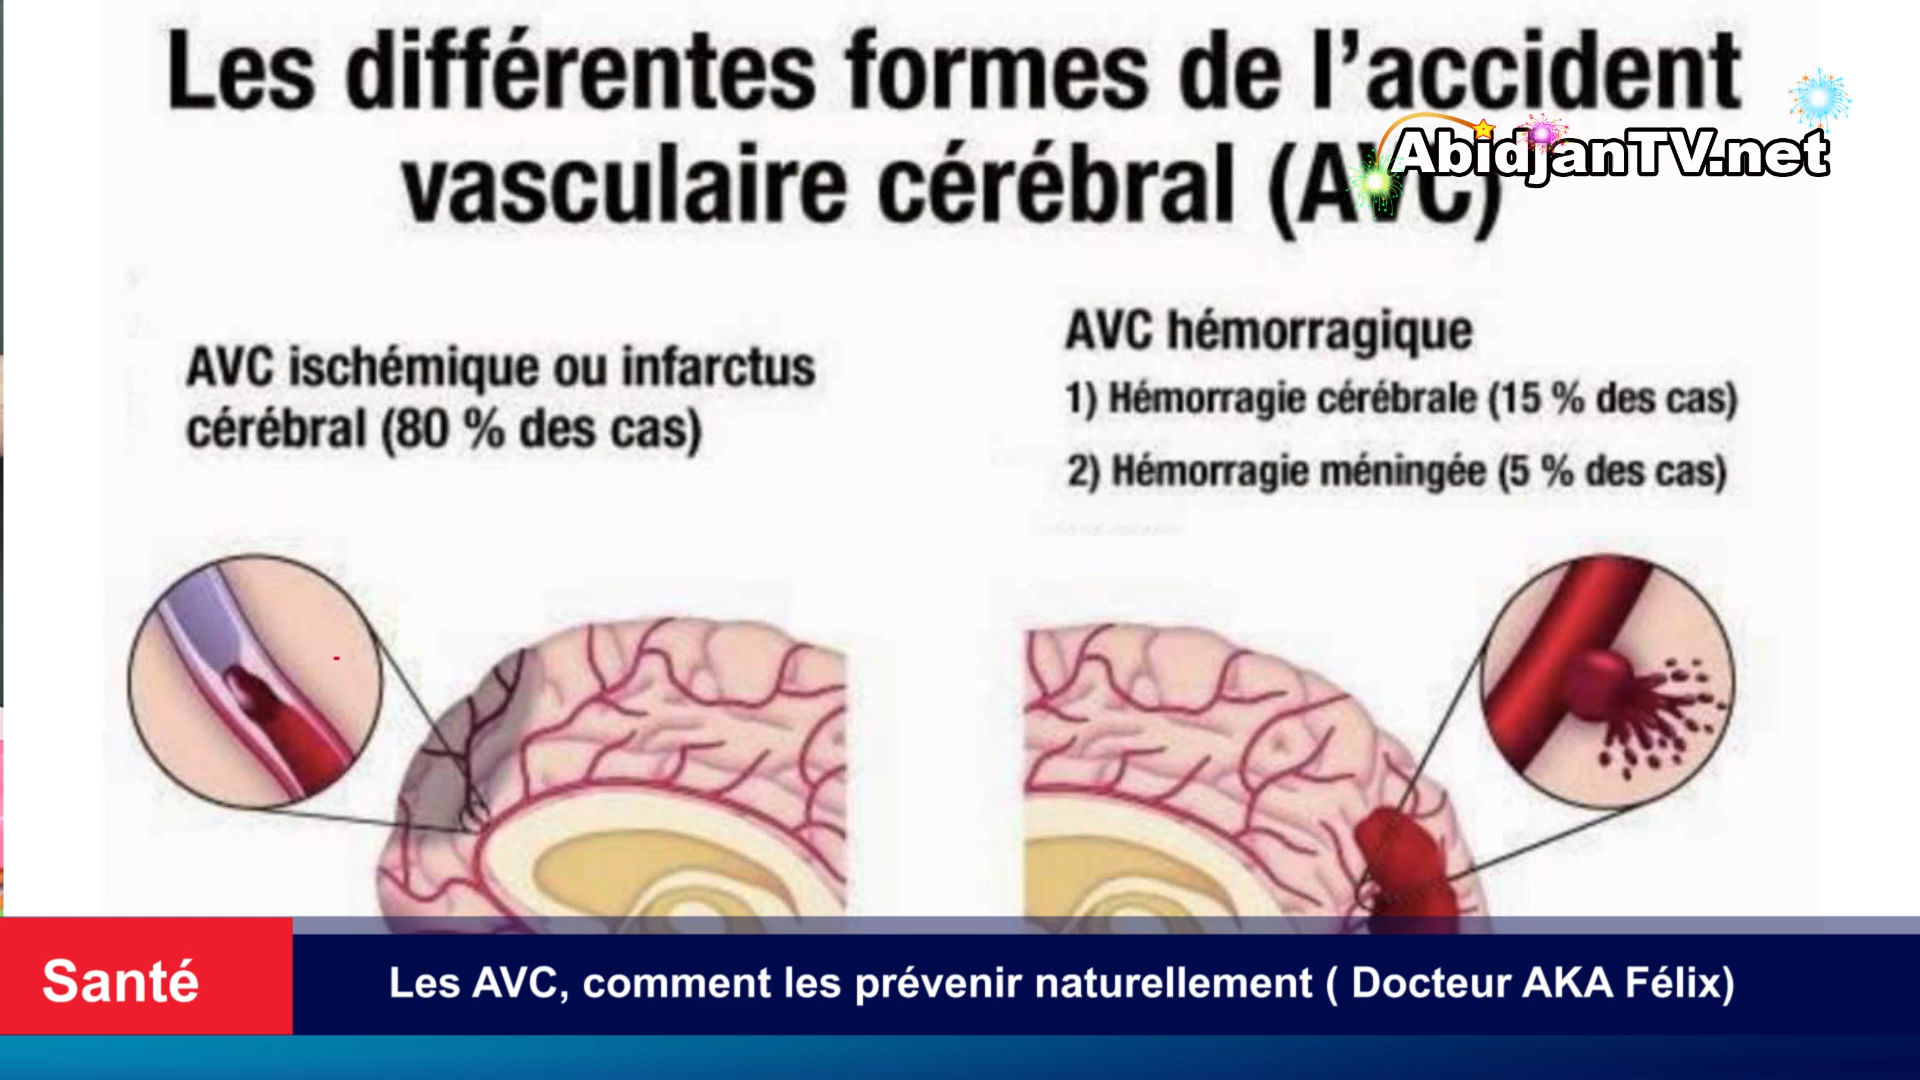 Les différentes formes de l'accident
vasculaire cérébral (AVC)
AbidjanTV.net
AVC ischémique ou infarctus
cérébral (80 % des cas)
AVC hémorragique
1) Hémorragie cérébrale (15 % des cas)
2) Hémorragie méningée (5 % des cas)
Santé
Les AVC, comment les prévenir naturellement ( Docteur AKA Félix)